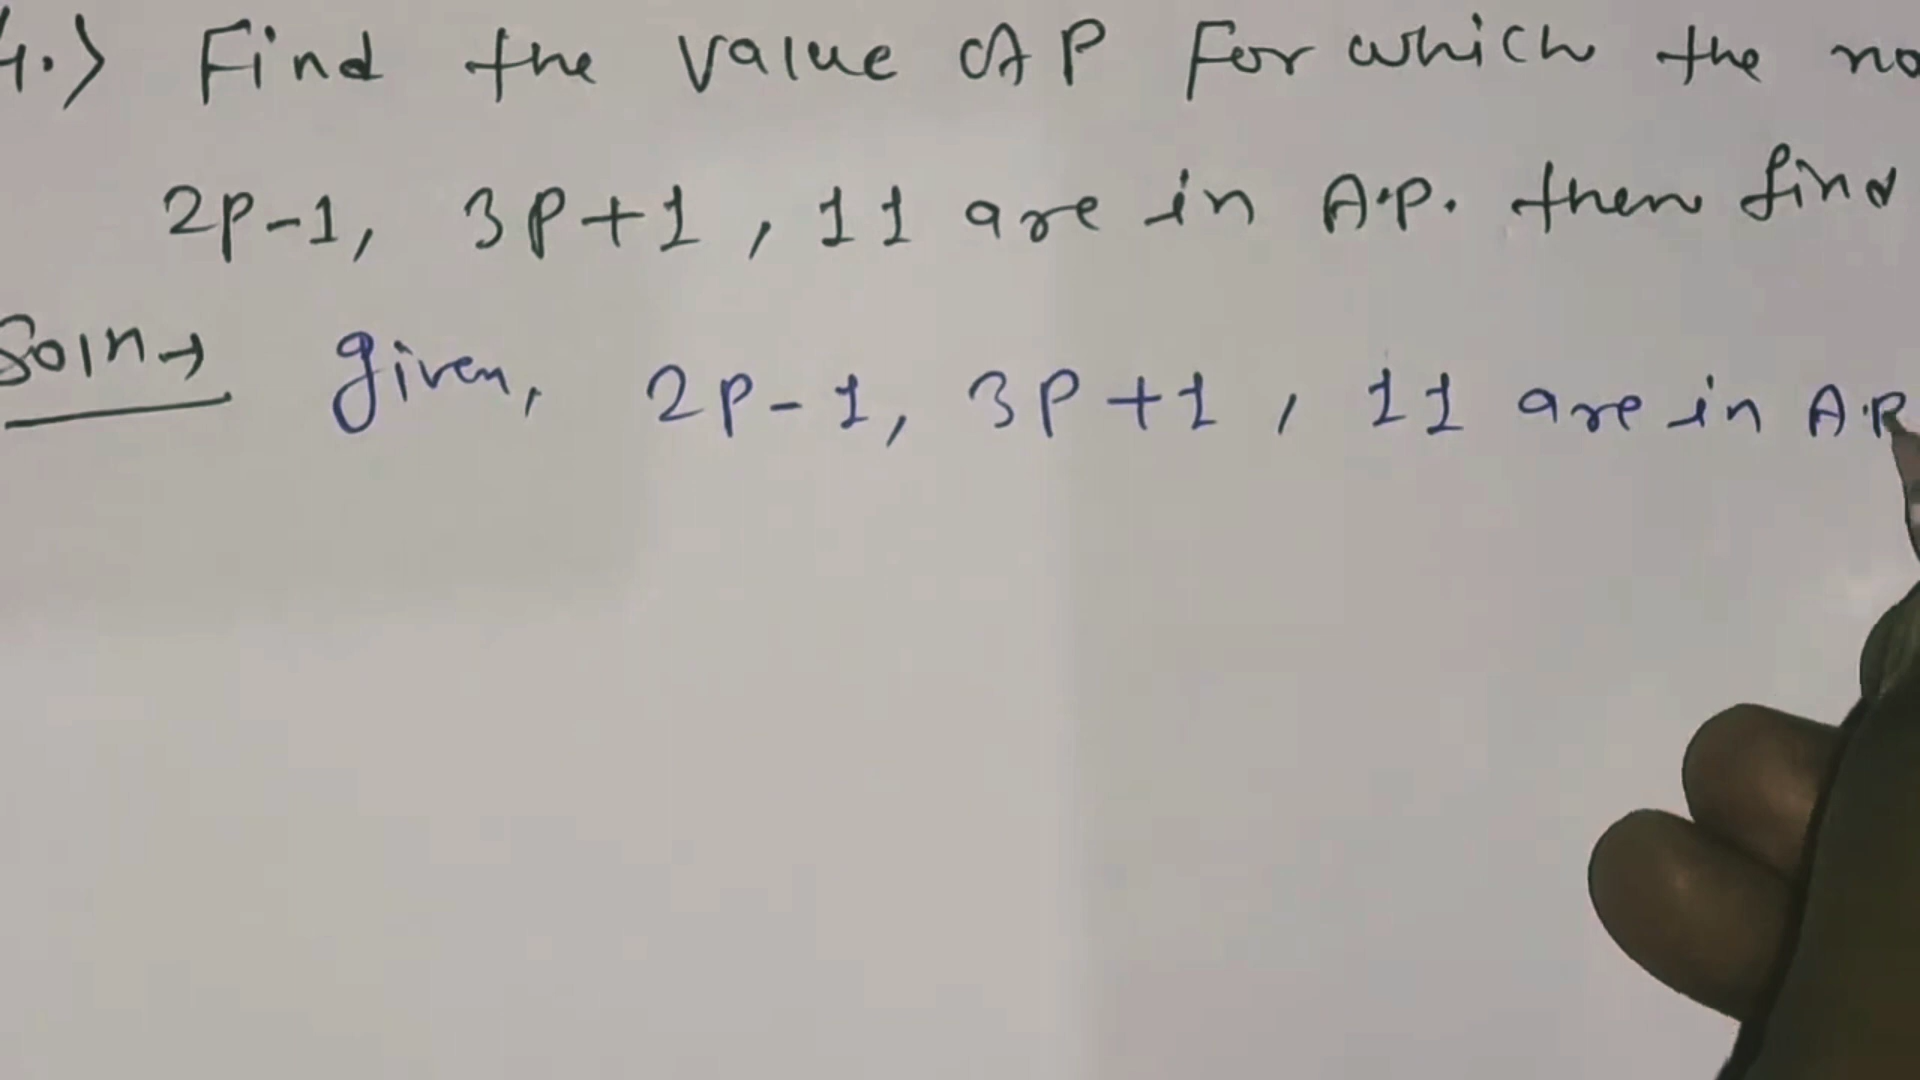 4.) Find the value of P for which the no
2p-1, 3p+1, 11 are in A.P. then find
Soln→ given, 2p-1, 3p+1, 11 are in A.P